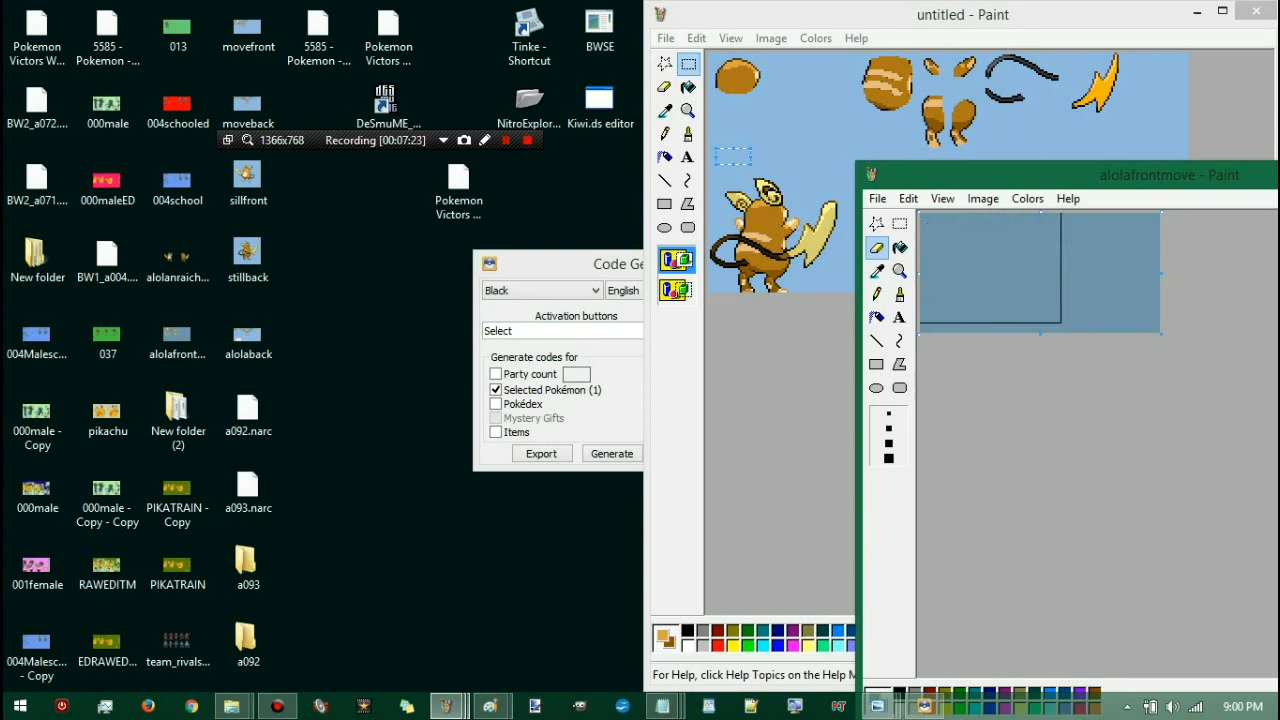 Pokemon
Victors W...
5585 -
Pokemon -...
013
movefront
5585 -
Pokemon -...
Pokemon
Victors ...
Tinke -
Shortcut
BWSE
BW2_a072....
000male
004schooled
moveback
DeSmuME_...
NitroExplor...
Kiwi.ds editor
1366x768
Recording [00:07:23]
BW2_a071....
000maleED
004school
sillfront
Pokemon
Victors ...
New folder
BW1_a004....
alolanraich...
stillback
004Malesc...
037
alolafront...
alolaback
000male -
Copy
pikachu
New folder
(2)
a092.narc
000male
000male -
Copy - Copy
PIKATRAIN -
Copy
a093.narc
001female
RAWEDITM
PIKATRAIN
a093
004Malesc...
- Copy
EDRAWED...
team_rivals...
a092
Code Ge
Black
English
Activation buttons
Select
Generate codes for
Party count
Selected Pokémon (1)
Pokédex
Mystery Gifts
Items
Export
Generate
untitled - Paint
File Edit View Image Colors Help
For Help, click Help Topics on the Help M
alolafrontmove - Paint
File Edit View Image Colors Help
9:00 PM